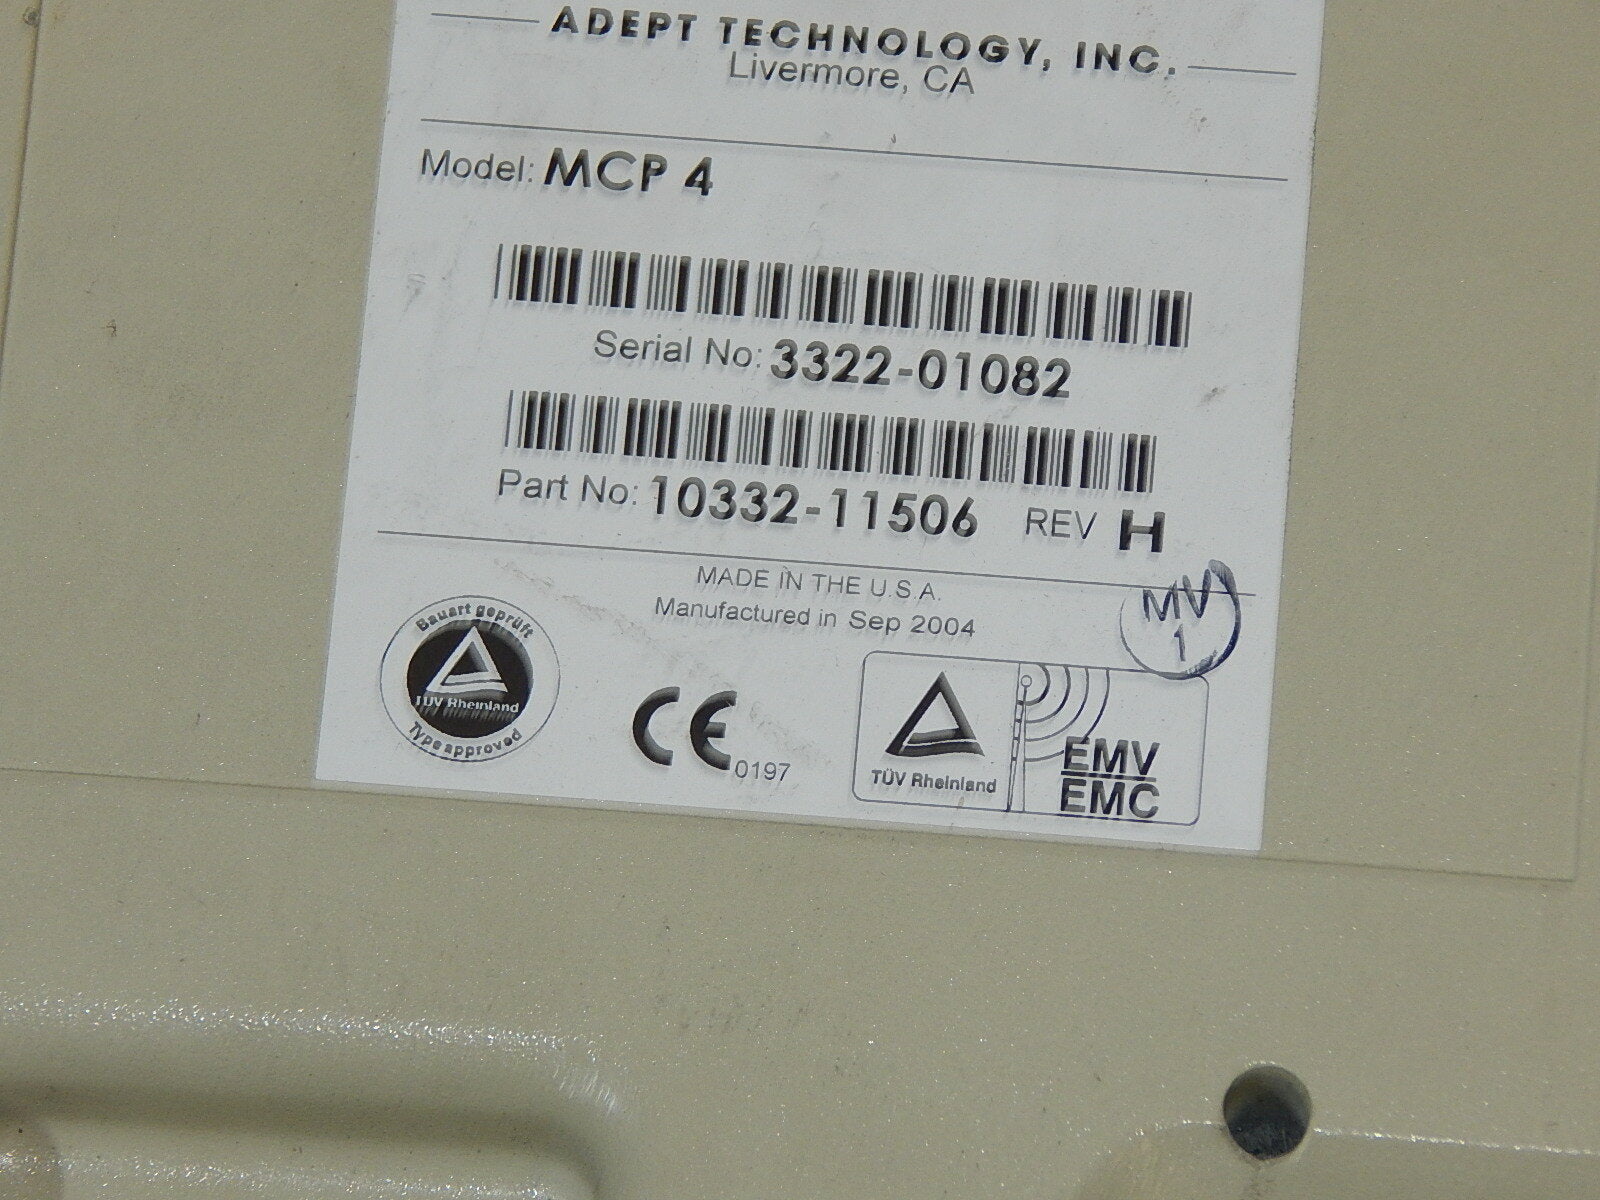 ADEPT TECHNOLOGY, INC.
Livermore, CA
Model: MCP 4
Serial No: 3322-01082
Part No: 10332-11506 REV H
MADE IN THE U.S.A.
Manufactured in Sep 2004
MV
1
Bauart geprüft
TÜV Rheinland
Type approved
CE 0197
TÜV Rheinland
EMV
EMC